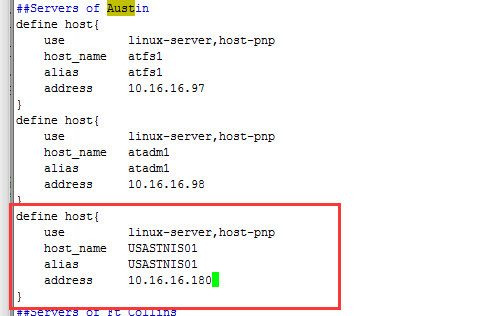 ##Servers of Austin
define host{
use linux-server,host-pnp
host_name atfs1
alias atfs1
address 10.16.16.97
}
define host{
use linux-server,host-pnp
host_name atadm1
alias atadm1
address 10.16.16.98
}
define host{
use linux-server,host-pnp
host_name USASTNIS01
alias USASTNIS01
address 10.16.16.180
}
##Servers of Ft Collins